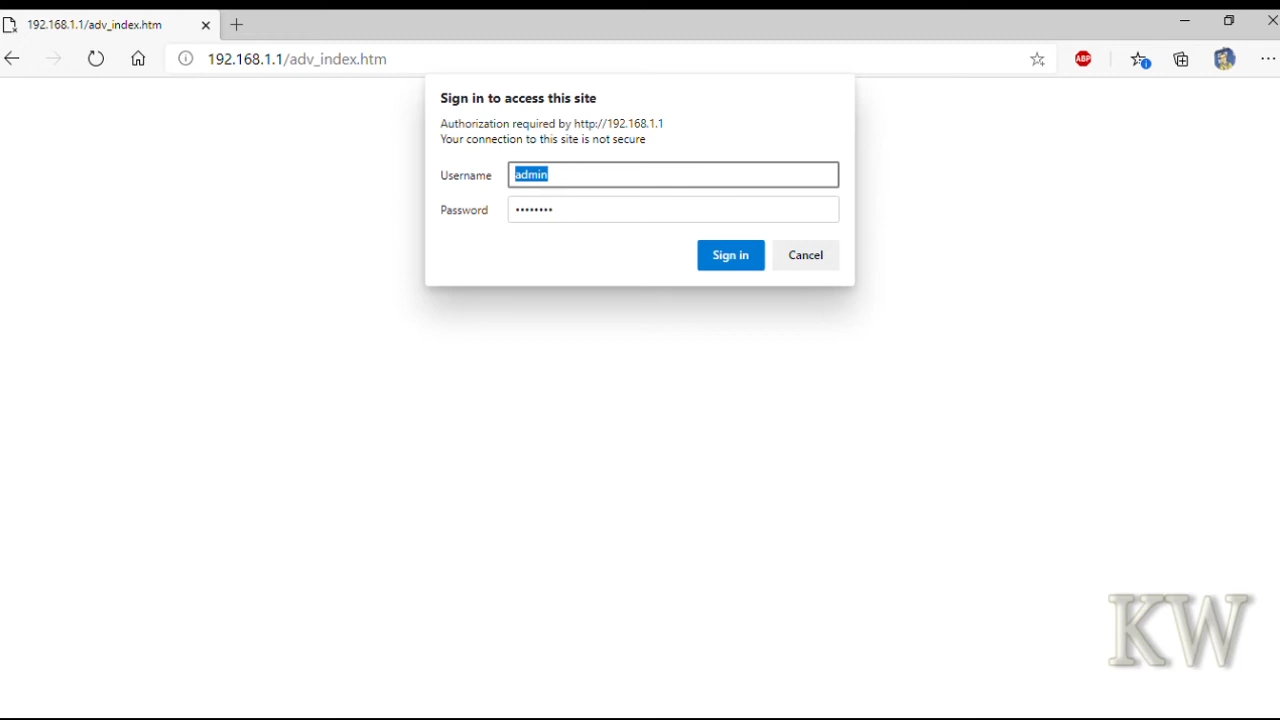 192.168.1.1/adv_index.htm
192.168.1.1/adv_index.htm
ABP
Sign in to access this site
Authorization required by http://192.168.1.1
Your connection to this site is not secure
Username admin
Password ••••••••
Sign in Cancel
KW